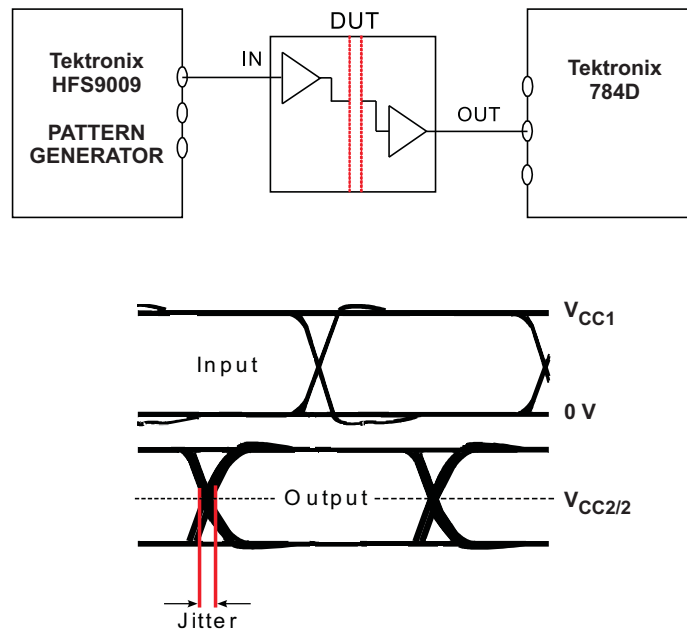 DUT
Tektronix
HFS9009
PATTERN
GENERATOR
IN
OUT
Tektronix
784D
Input
VCC1
0 V
Output
VCC2/2
Jitter